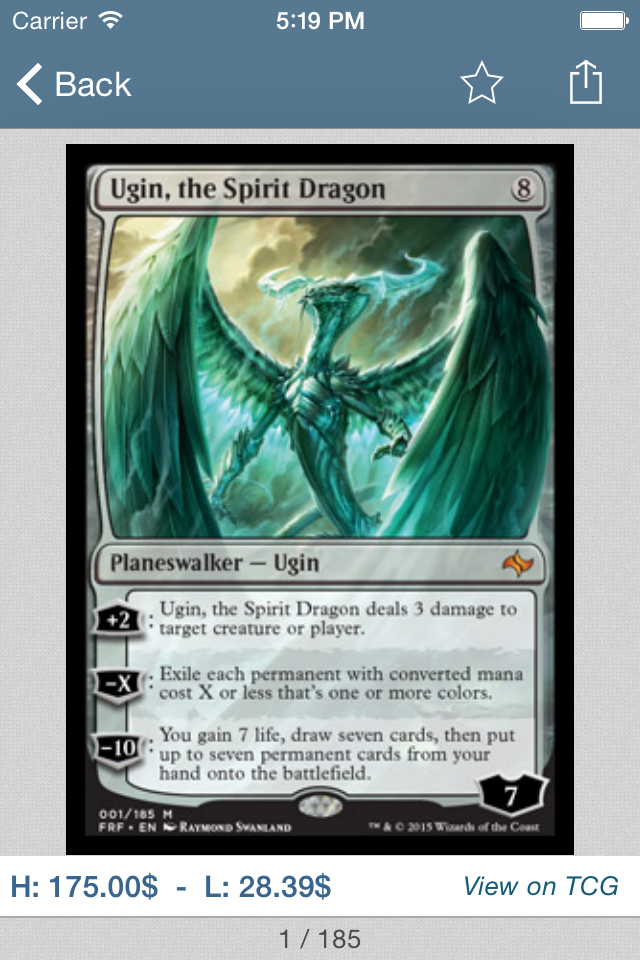 Carrier 5:19 PM
Back
Ugin, the Spirit Dragon 8
Planeswalker — Ugin
+2 : Ugin, the Spirit Dragon deals 3 damage to
target creature or player.
-X : Exile each permanent with converted mana
cost X or less that's one or more colors.
-10 : You gain 7 life, draw seven cards, then put
up to seven permanent cards from your
hand onto the battlefield.
7
001/185 M
FRF • EN Raymond Swanland ™ & © 2015 Wizards of the Coast
H: 175.00$ - L: 28.39$ View on TCG
1 / 185